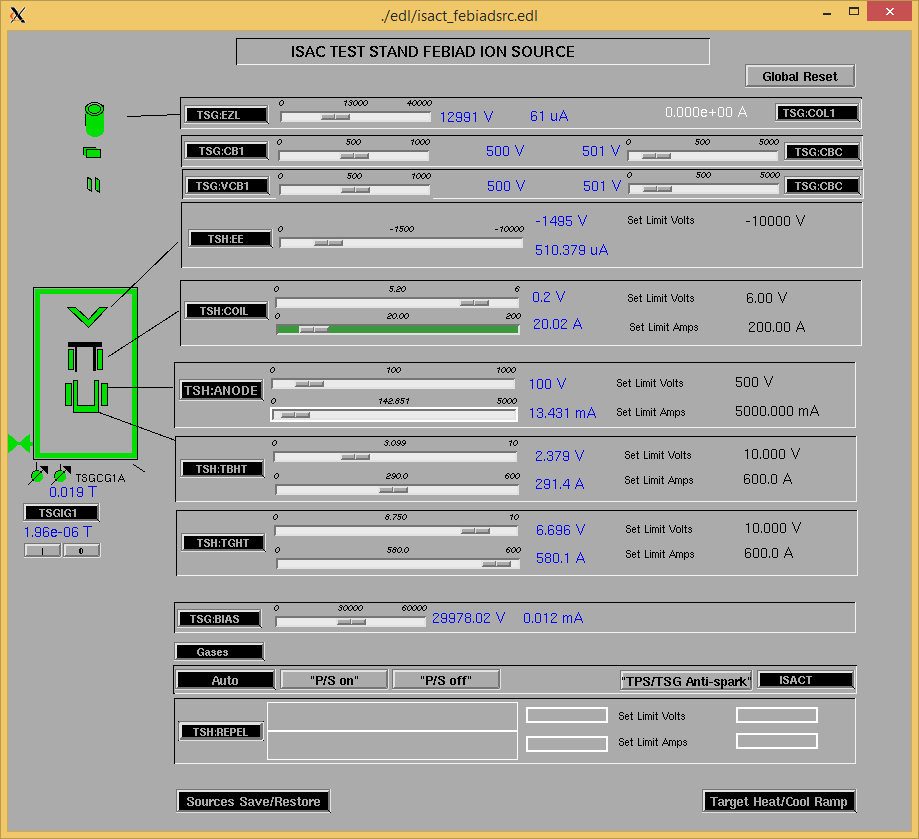 ./edl/isact_febiadsrc.edl
ISAC TEST STAND FEBIAD ION SOURCE
Global Reset
TSG:EZL 0 13000 40000 12991 V 61 uA 0.000e+00 A TSG:COL1
TSG:CB1 0 500 1000 500 V 501 V 0 500 5000 TSG:CBC
TSG:VCB1 0 500 1000 500 V 501 V 0 500 5000 TSG:CBC
TSH:EE 0 -1500 -10000 -1495 V Set Limit Volts -10000 V
510.379 uA
TSH:COIL 0 5.20 6 0.2 V Set Limit Volts 6.00 V
0 20.00 200 20.02 A Set Limit Amps 200.00 A
TSH:ANODE 0 100 1000 100 V Set Limit Volts 500 V
0 142.851 5000 13.431 mA Set Limit Amps 5000.000 mA
TSH:TBHT 0 3.099 10 2.379 V Set Limit Volts 10.000 V
0 290.0 600 291.4 A Set Limit Amps 600.0 A
TSGCG1A
0.019 T
TSGIG1
1.96e-06 T
I 0
TSH:TGHT 0 6.750 10 6.696 V Set Limit Volts 10.000 V
0 580.0 600 580.1 A Set Limit Amps 600.0 A
TSG:BIAS 0 30000 60000 29978.02 V 0.012 mA
Gases
Auto "P/S on" "P/S off" "TPS/TSG Anti-spark" ISACT
TSH:REPEL Set Limit Volts
Set Limit Amps
Sources Save/Restore Target Heat/Cool Ramp